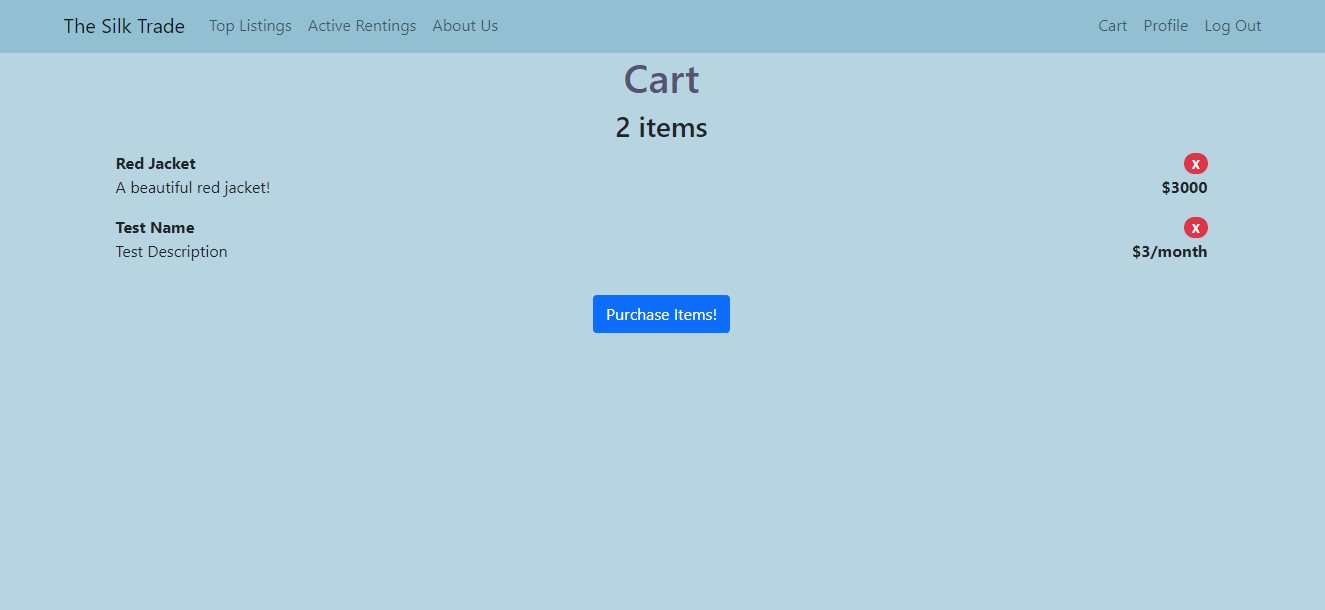 The Silk Trade Top Listings Active Rentings About Us Cart Profile Log Out
Cart
2 items
Red Jacket x
A beautiful red jacket! $3000
Test Name x
Test Description $3/month
Purchase Items!